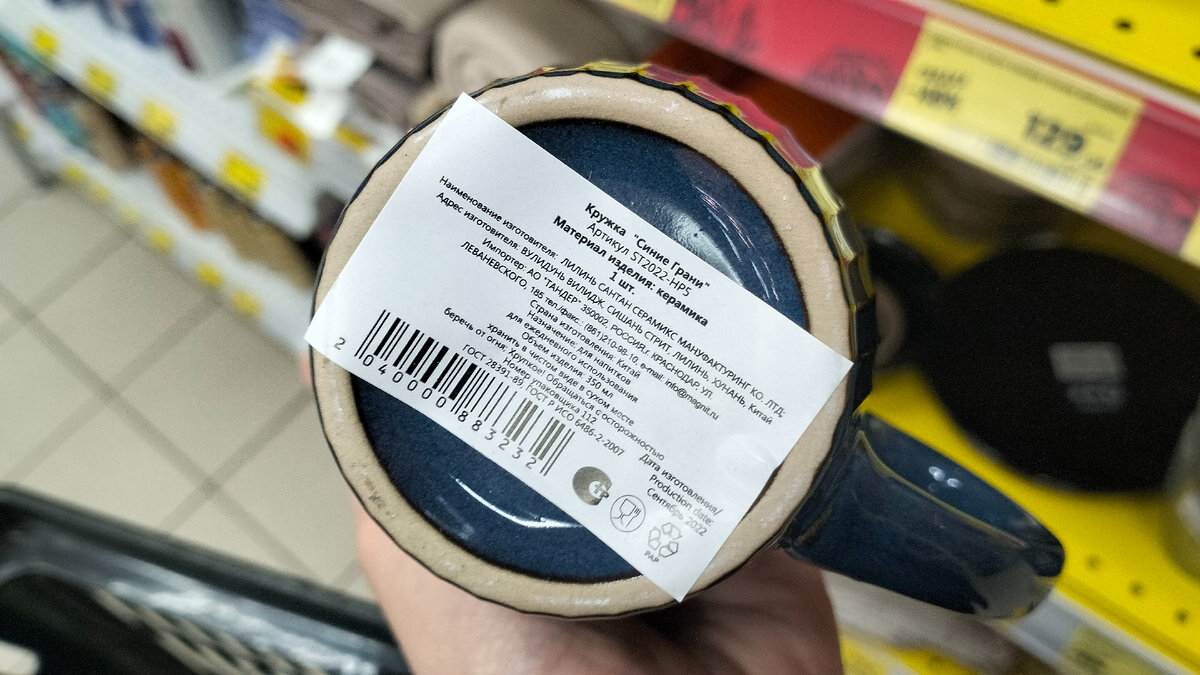 Кружка "Синие Грани"
Артикул ST2022-HP5
Материал изделия: керамика
1 шт.
Наименование изготовителя: ЛИЛИНЬ САНТАН СЕРАМИКС МАНУФАКТУРИНГ КО. ЛТД;
Адрес изготовителя: ВУЛИДУНЬ ВИЛИДЖ, СИШАНЬ СТРИТ, ЛИЛИНЬ, ХУНАНЬ, Китай
Импортер: АО "ТАНДЕР" 350002, РОССИЯ,г. КРАСНОДАР, УЛ.
ЛЕВАНЕВСКОГО, 185 тел./факс.: (861)210-98-10, e-mail: info@magnit.ru
Страна изготовления: Китай
Назначение: для напитков
для ежедневного использования
Объем изделия: 350 мл
хранить в чистом виде в сухом месте
беречь от огня: Хрупкое! Обращаться с осторожностью
Номер упаковщика 112
ГОСТ 28391-89, ГОСТ Р ИСО 6486-2-2007
2 040000 883232
Дата изготовления/
Production date:
Сентябрь 2022
PAP
129